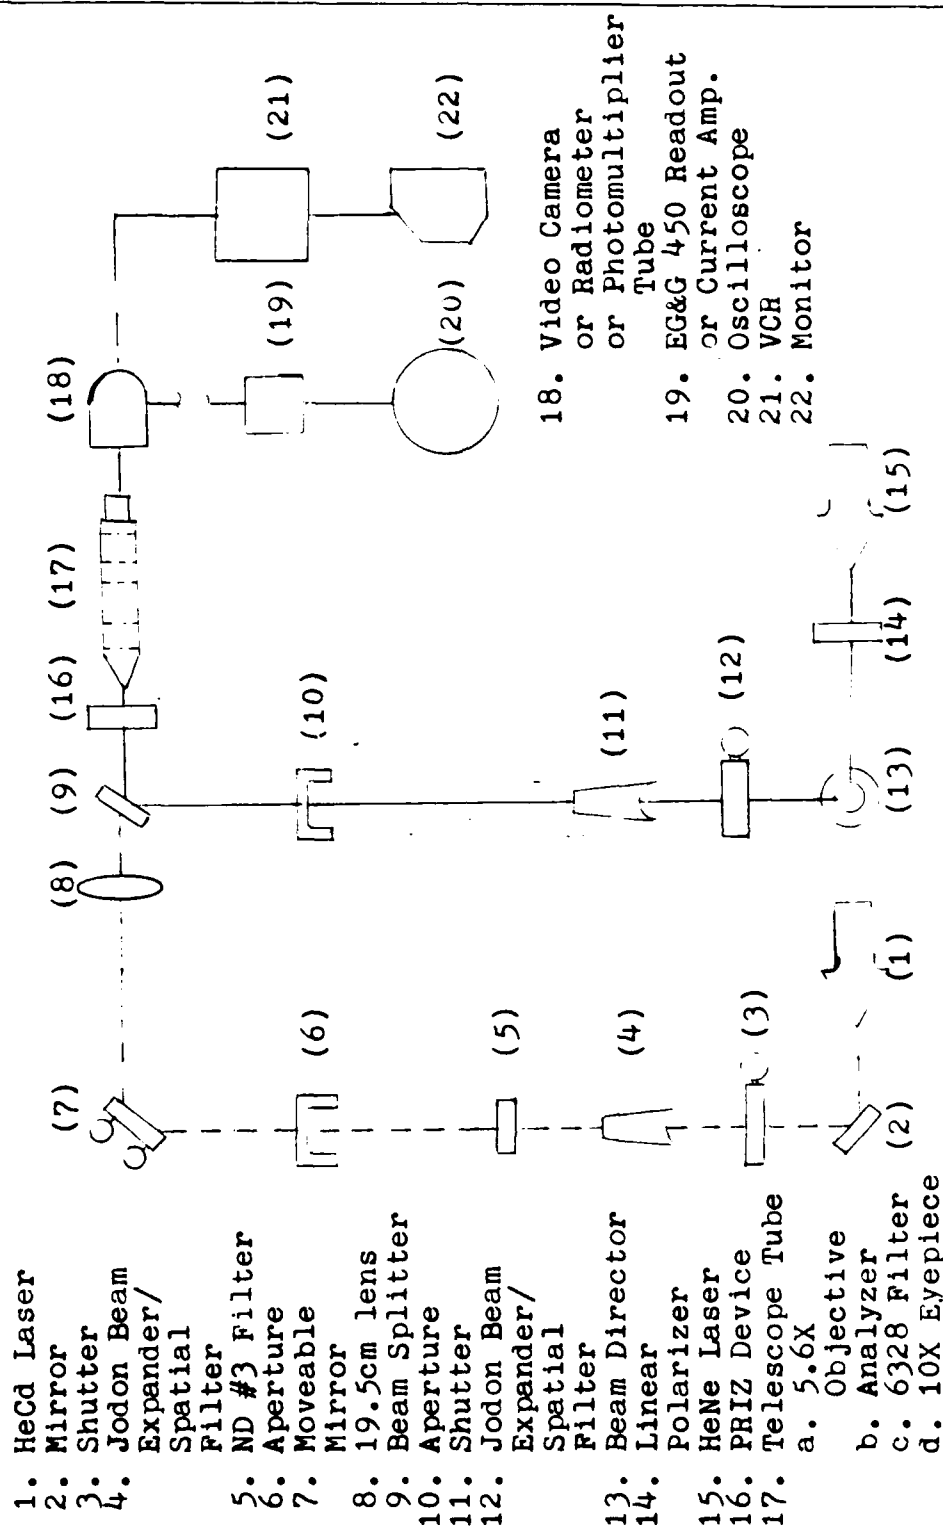 1. HeCd Laser
2. Mirror
3. Shutter
4. Jodon Beam
Expander/
Spatial
Filter
5. ND #3 Filter
6. Aperture
7. Moveable
Mirror
8. 19.5cm lens
9. Beam Splitter
10. Aperture
11. Shutter
12. Jodon Beam
Expander/
Spatial
Filter
13. Beam Director
14. Linear
Polarizer
15. HeNe Laser
16. PRIZ Device
17. Telescope Tube
a. 5.6X
Objective
b. Analyzer
c. 6328 Filter
d. 10X Eyepiece
(7)
(8)
(9)
(16)
(17)
(18)
(6)
(10)
(19)
(21)
(5)
(4)
(11)
(20)
(22)
(3)
(12)
(2)
(1)
(13)
(14)
(15)
18. Video Camera
or Radiometer
or Photomultiplier
Tube
19. EG&G 450 Readout
or Current Amp.
20. Oscilloscope
21. VCR
22. Monitor